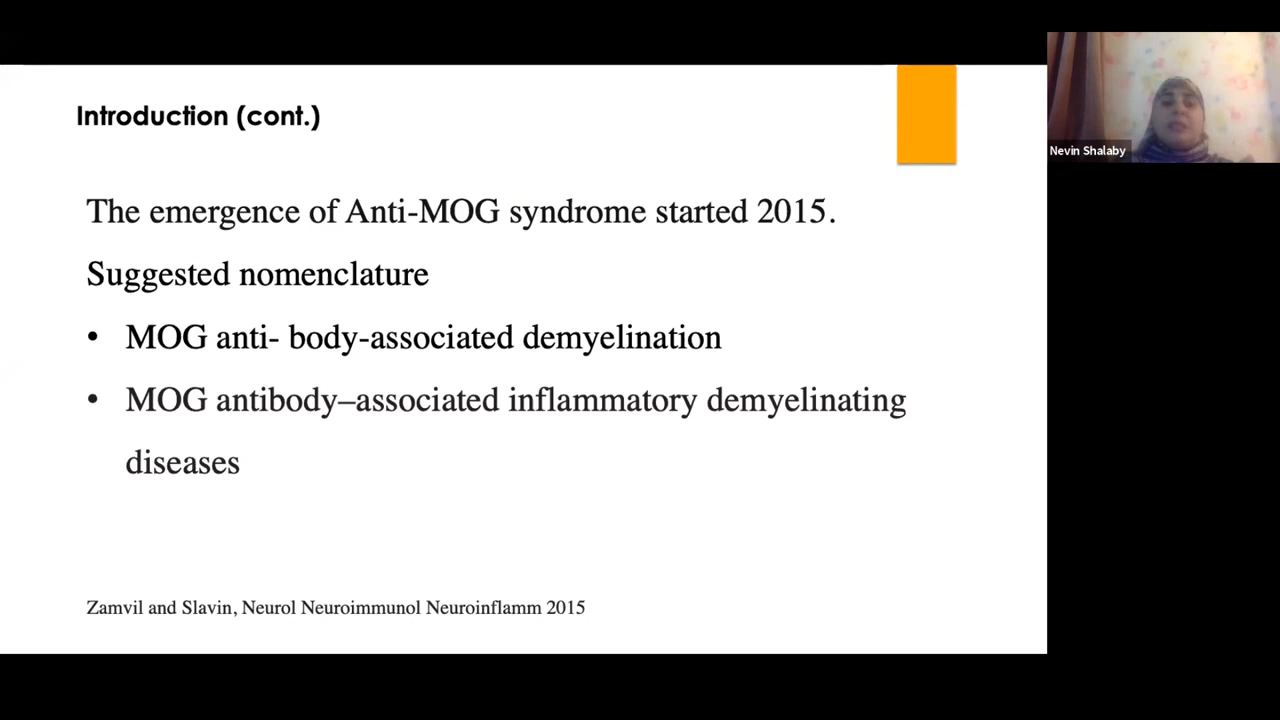 Introduction (cont.)
Nevin Shalaby
The emergence of Anti-MOG syndrome started 2015.
Suggested nomenclature
• MOG anti- body-associated demyelination
• MOG antibody–associated inflammatory demyelinating
diseases
Zamvil and Slavin, Neurol Neuroimmunol Neuroinflamm 2015